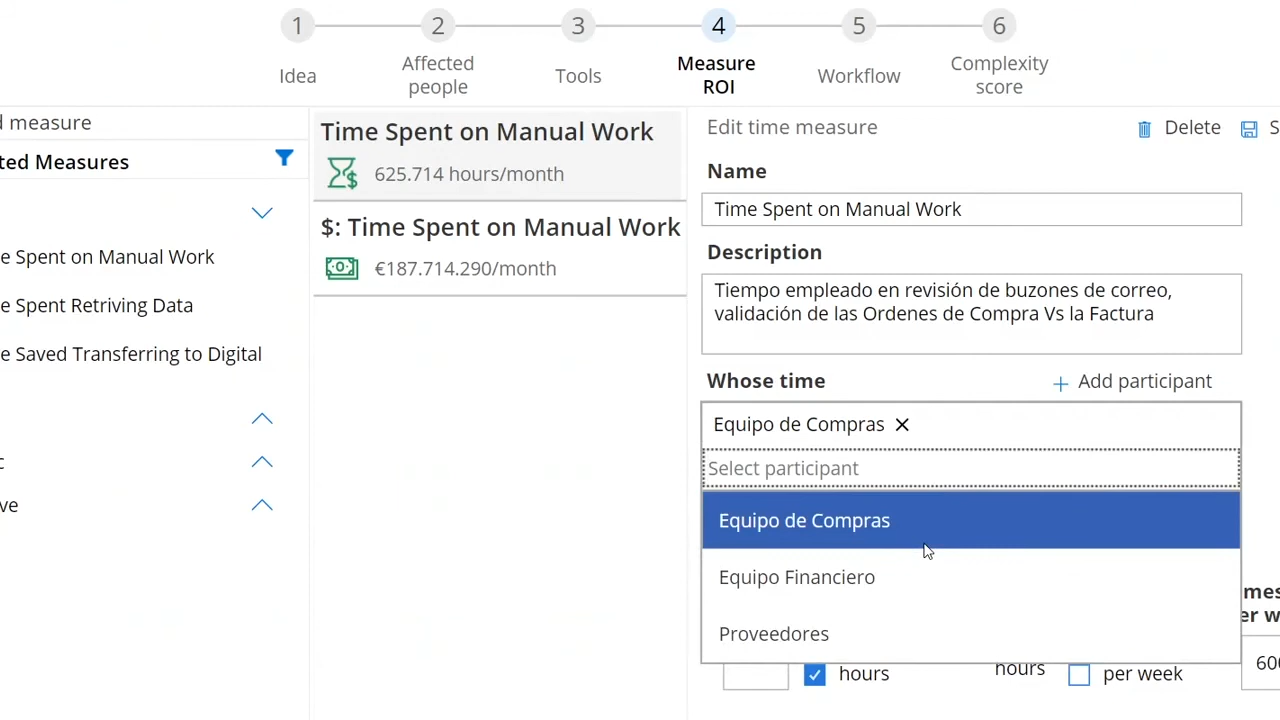 1
2
3
4
5
6
Idea
Affected
people
Tools
Measure
ROI
Workflow
Complexity
score
measure
Measures
Spent on Manual Work
Spent Retriving Data
Saved Transferring to Digital
Time Spent on Manual Work
625.714 hours/month
$: Time Spent on Manual Work
€187.714.290/month
Edit time measure
Delete
Name
Time Spent on Manual Work
Description
Tiempo empleado en revisión de buzones de correo,
validación de las Ordenes de Compra Vs la Factura
Whose time
+ Add participant
Equipo de Compras ✕
Select participant
Equipo de Compras
Equipo Financiero
Proveedores
hours
hours
per week